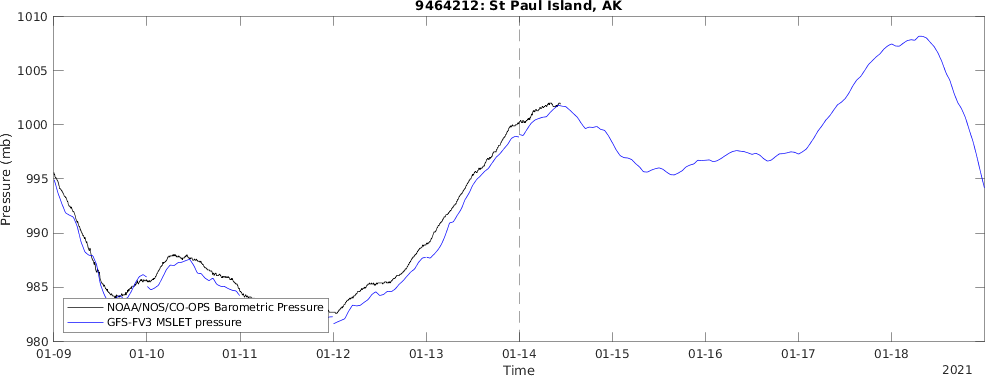 9464212: St Paul Island, AK
1010
1005
1000
995
990
985
980
Pressure (mb)
NOAA/NOS/CO-OPS Barometric Pressure
GFS-FV3 MSLET pressure
01-09 01-10 01-11 01-12 01-13 01-14 01-15 01-16 01-17 01-18
Time
2021